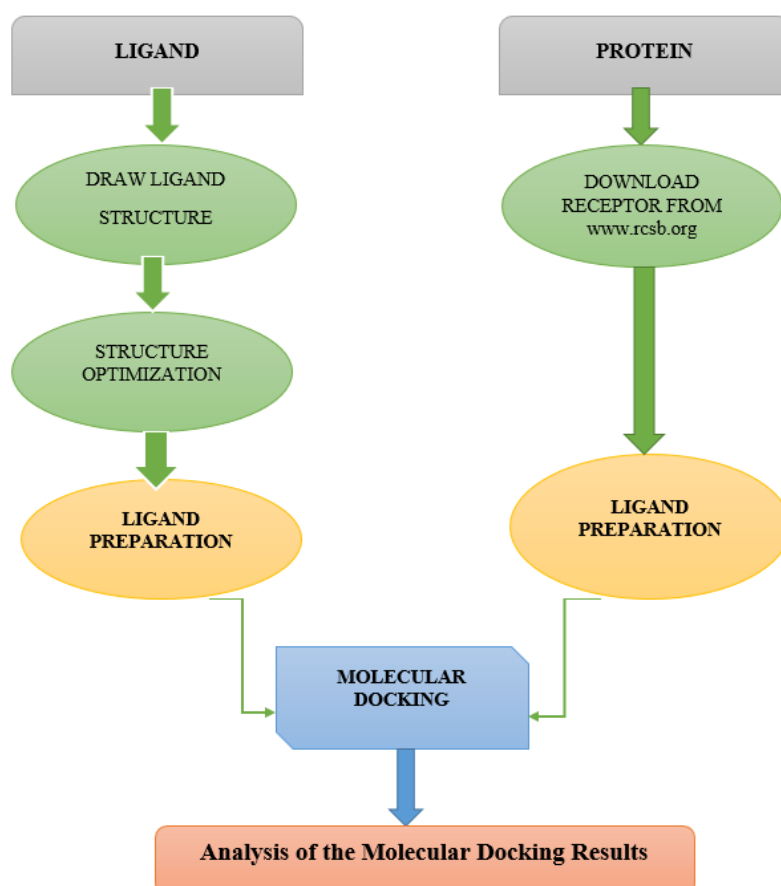 LIGAND
PROTEIN
DRAW LIGAND
STRUCTURE
DOWNLOAD
RECEPTOR FROM
www.rcsb.org
STRUCTURE
OPTIMIZATION
LIGAND
PREPARATION
LIGAND
PREPARATION
MOLECULAR
DOCKING
Analysis of the Molecular Docking Results